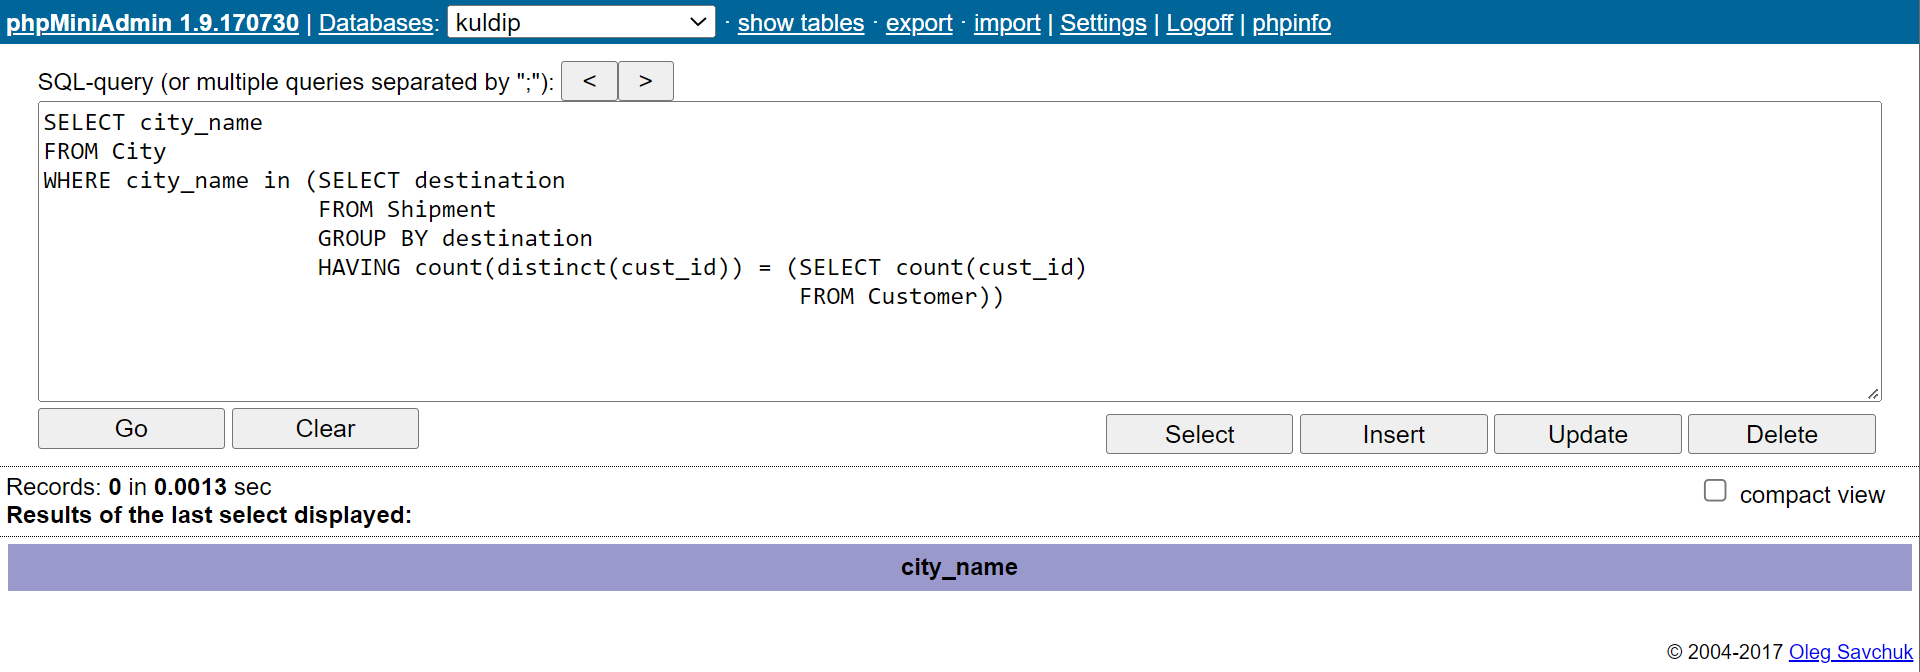 phpMiniAdmin 1.9.170730 | Databases: kuldip · show tables · export · import | Settings | Logoff | phpinfo
SQL-query (or multiple queries separated by ";"): < >
SELECT city_name
FROM City
WHERE city_name in (SELECT destination
FROM Shipment
GROUP BY destination
HAVING count(distinct(cust_id)) = (SELECT count(cust_id)
FROM Customer))
Go Clear Select Insert Update Delete
Records: 0 in 0.0013 sec compact view
Results of the last select displayed:
city_name
© 2004-2017 Oleg Savchuk